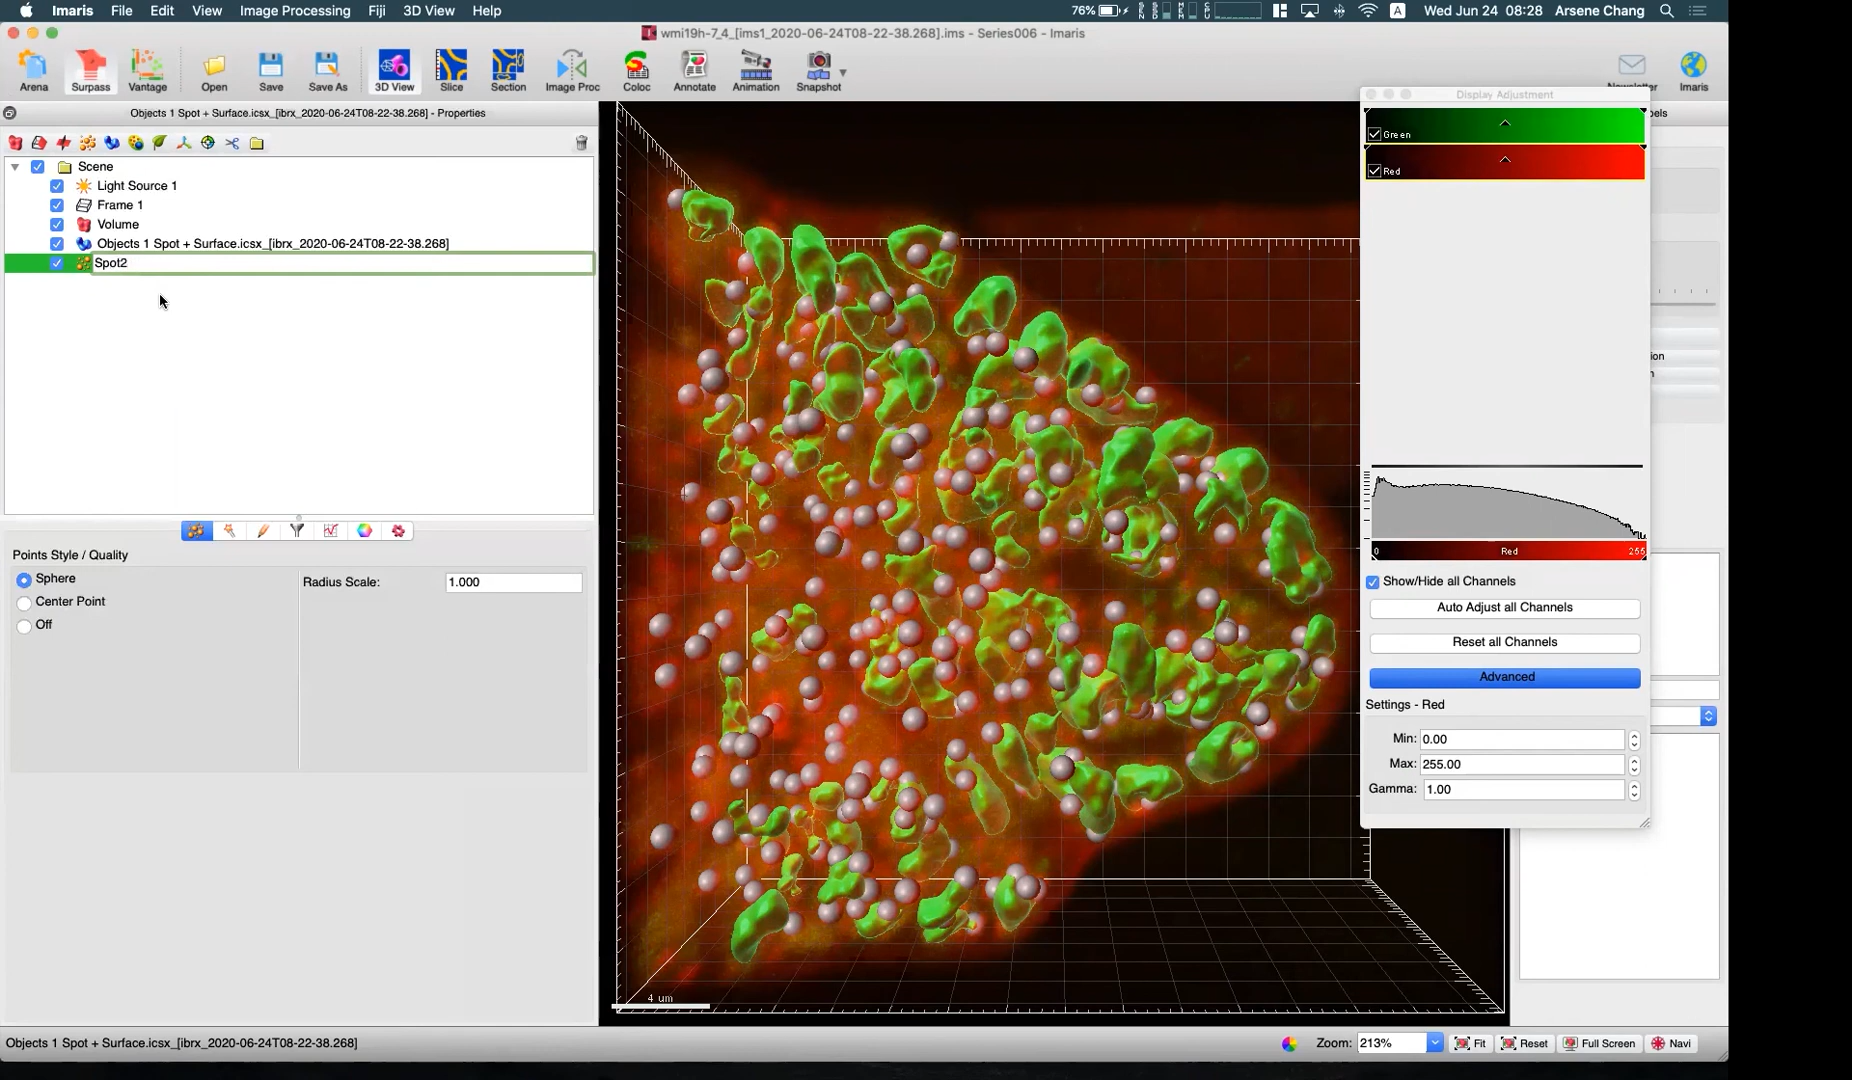 Imaris File Edit View Image Processing Fiji 3D View Help 76% Wed Jun 24 08:28 Arsene Chang
wmi19h-7_4_[ims1_2020-06-24T08-22-38.268].ims - Series006 - Imaris
Arena Surpass Vantage Open Save Save As 3D View Slice Section Image Proc Coloc Annotate Animation Snapshot Newsletter Imaris
Objects 1 Spot + Surface.icsx_[ibrx_2020-06-24T08-22-38.268] - Properties
Display Adjustment
Scene
Light Source 1
Frame 1
Volume
Objects 1 Spot + Surface.icsx_[ibrx_2020-06-24T08-22-38.268]
Spot2
Green
Red
Points Style / Quality
Sphere
Center Point
Off
Radius Scale: 1.000
4 um
0 Red 255
Show/Hide all Channels
Auto Adjust all Channels
Reset all Channels
Advanced
Settings - Red
Min: 0.00
Max: 255.00
Gamma: 1.00
Objects 1 Spot + Surface.icsx_[ibrx_2020-06-24T08-22-38.268]
Zoom: 213% Fit Reset Full Screen Navi